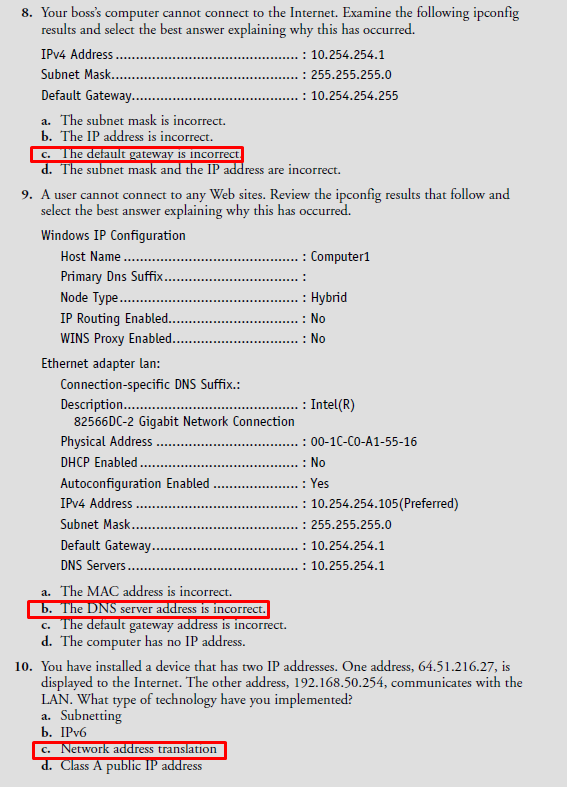 8. Your boss's computer cannot connect to the Internet. Examine the following ipconfig
results and select the best answer explaining why this has occurred.
IPv4 Address ............................................. : 10.254.254.1
Subnet Mask.............................................. : 255.255.255.0
Default Gateway......................................... : 10.254.254.255
a. The subnet mask is incorrect.
b. The IP address is incorrect.
c. The default gateway is incorrect.
d. The subnet mask and the IP address are incorrect.
9. A user cannot connect to any Web sites. Review the ipconfig results that follow and
select the best answer explaining why this has occurred.
Windows IP Configuration
Host Name ........................................... : Computer1
Primary Dns Suffix................................. :
Node Type............................................ : Hybrid
IP Routing Enabled................................ : No
WINS Proxy Enabled............................... : No
Ethernet adapter lan:
Connection-specific DNS Suffix.:
Description........................................... : Intel(R)
82566DC-2 Gigabit Network Connection
Physical Address ................................... : 00-1C-C0-A1-55-16
DHCP Enabled ....................................... : No
Autoconfiguration Enabled ..................... : Yes
IPv4 Address ........................................ : 10.254.254.105(Preferred)
Subnet Mask......................................... : 255.255.255.0
Default Gateway.................................... : 10.254.254.1
DNS Servers......................................... : 10.255.254.1
a. The MAC address is incorrect.
b. The DNS server address is incorrect.
c. The default gateway address is incorrect.
d. The computer has no IP address.
10. You have installed a device that has two IP addresses. One address, 64.51.216.27, is
displayed to the Internet. The other address, 192.168.50.254, communicates with the
LAN. What type of technology have you implemented?
a. Subnetting
b. IPv6
c. Network address translation
d. Class A public IP address